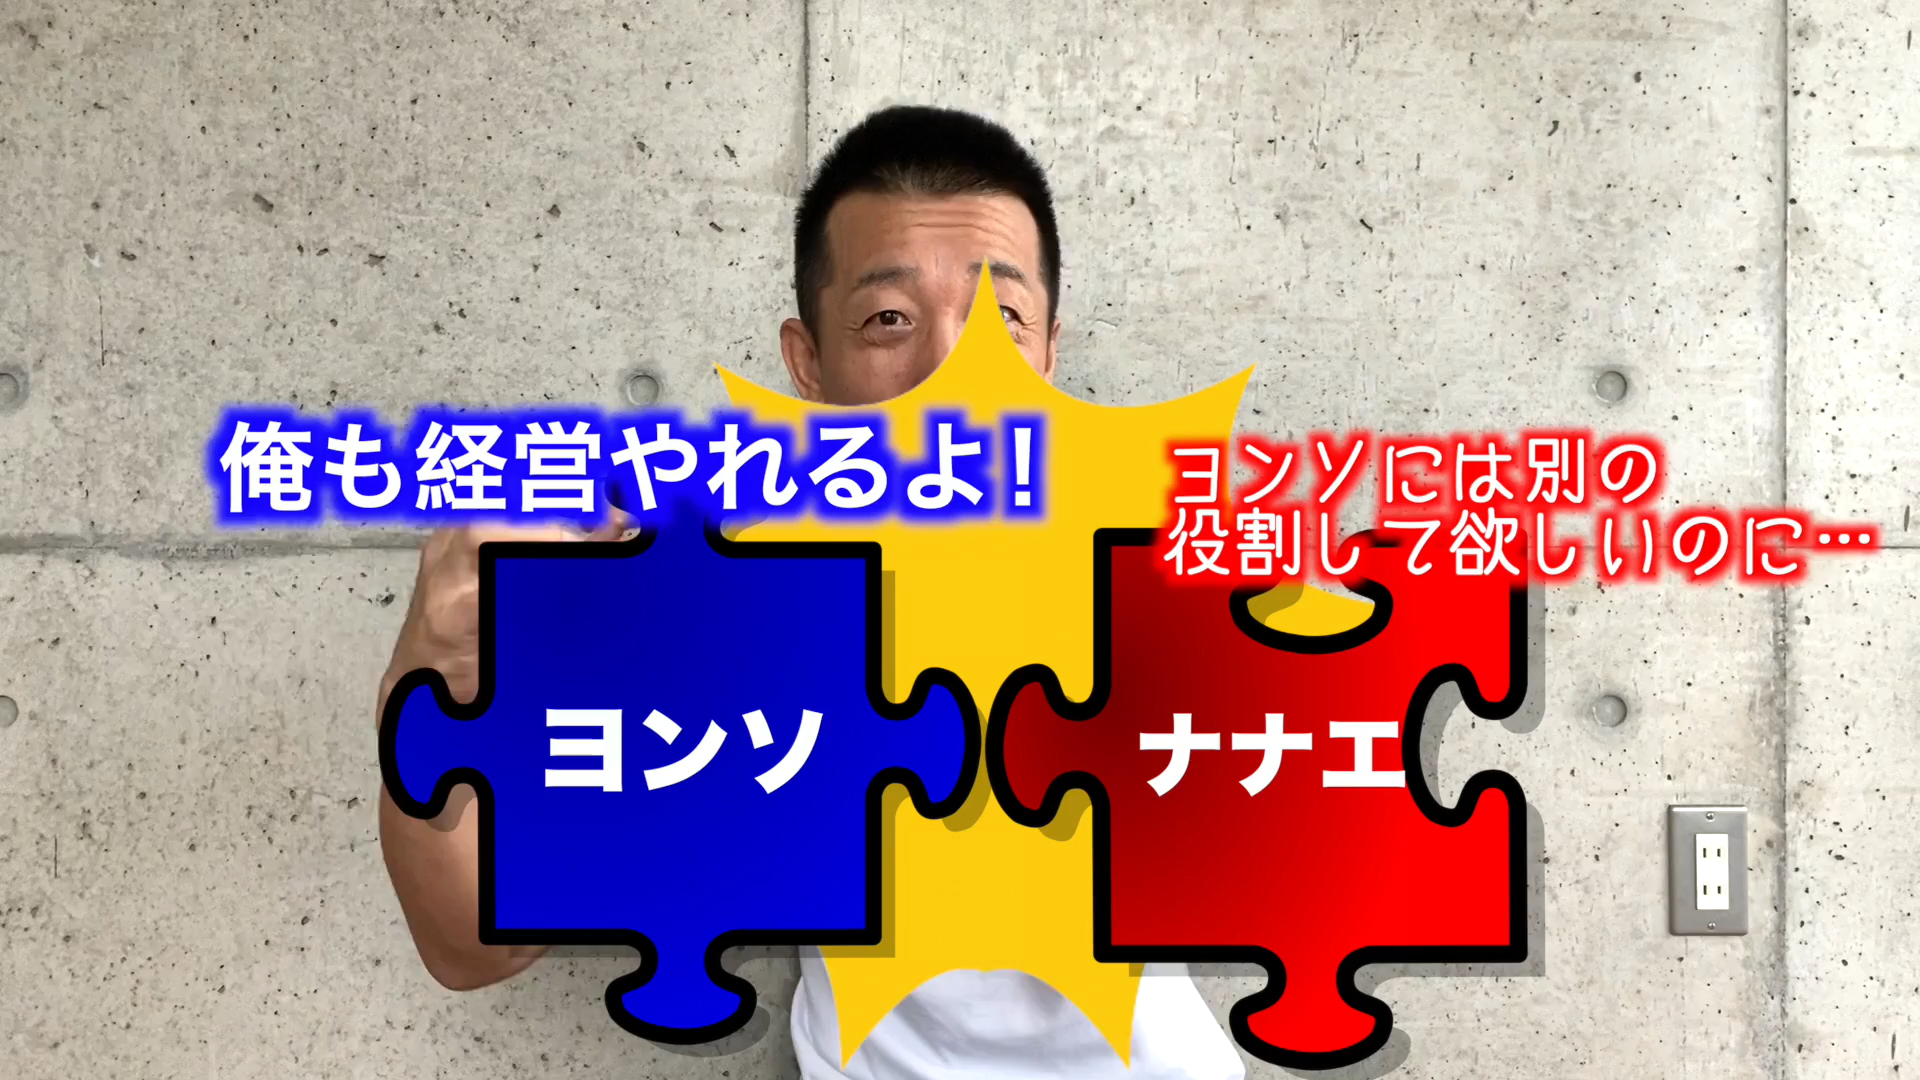 俺も経営やれるよ!
ヨンソには別の
役割して欲しいのに…
ヨンソ
ナナエ